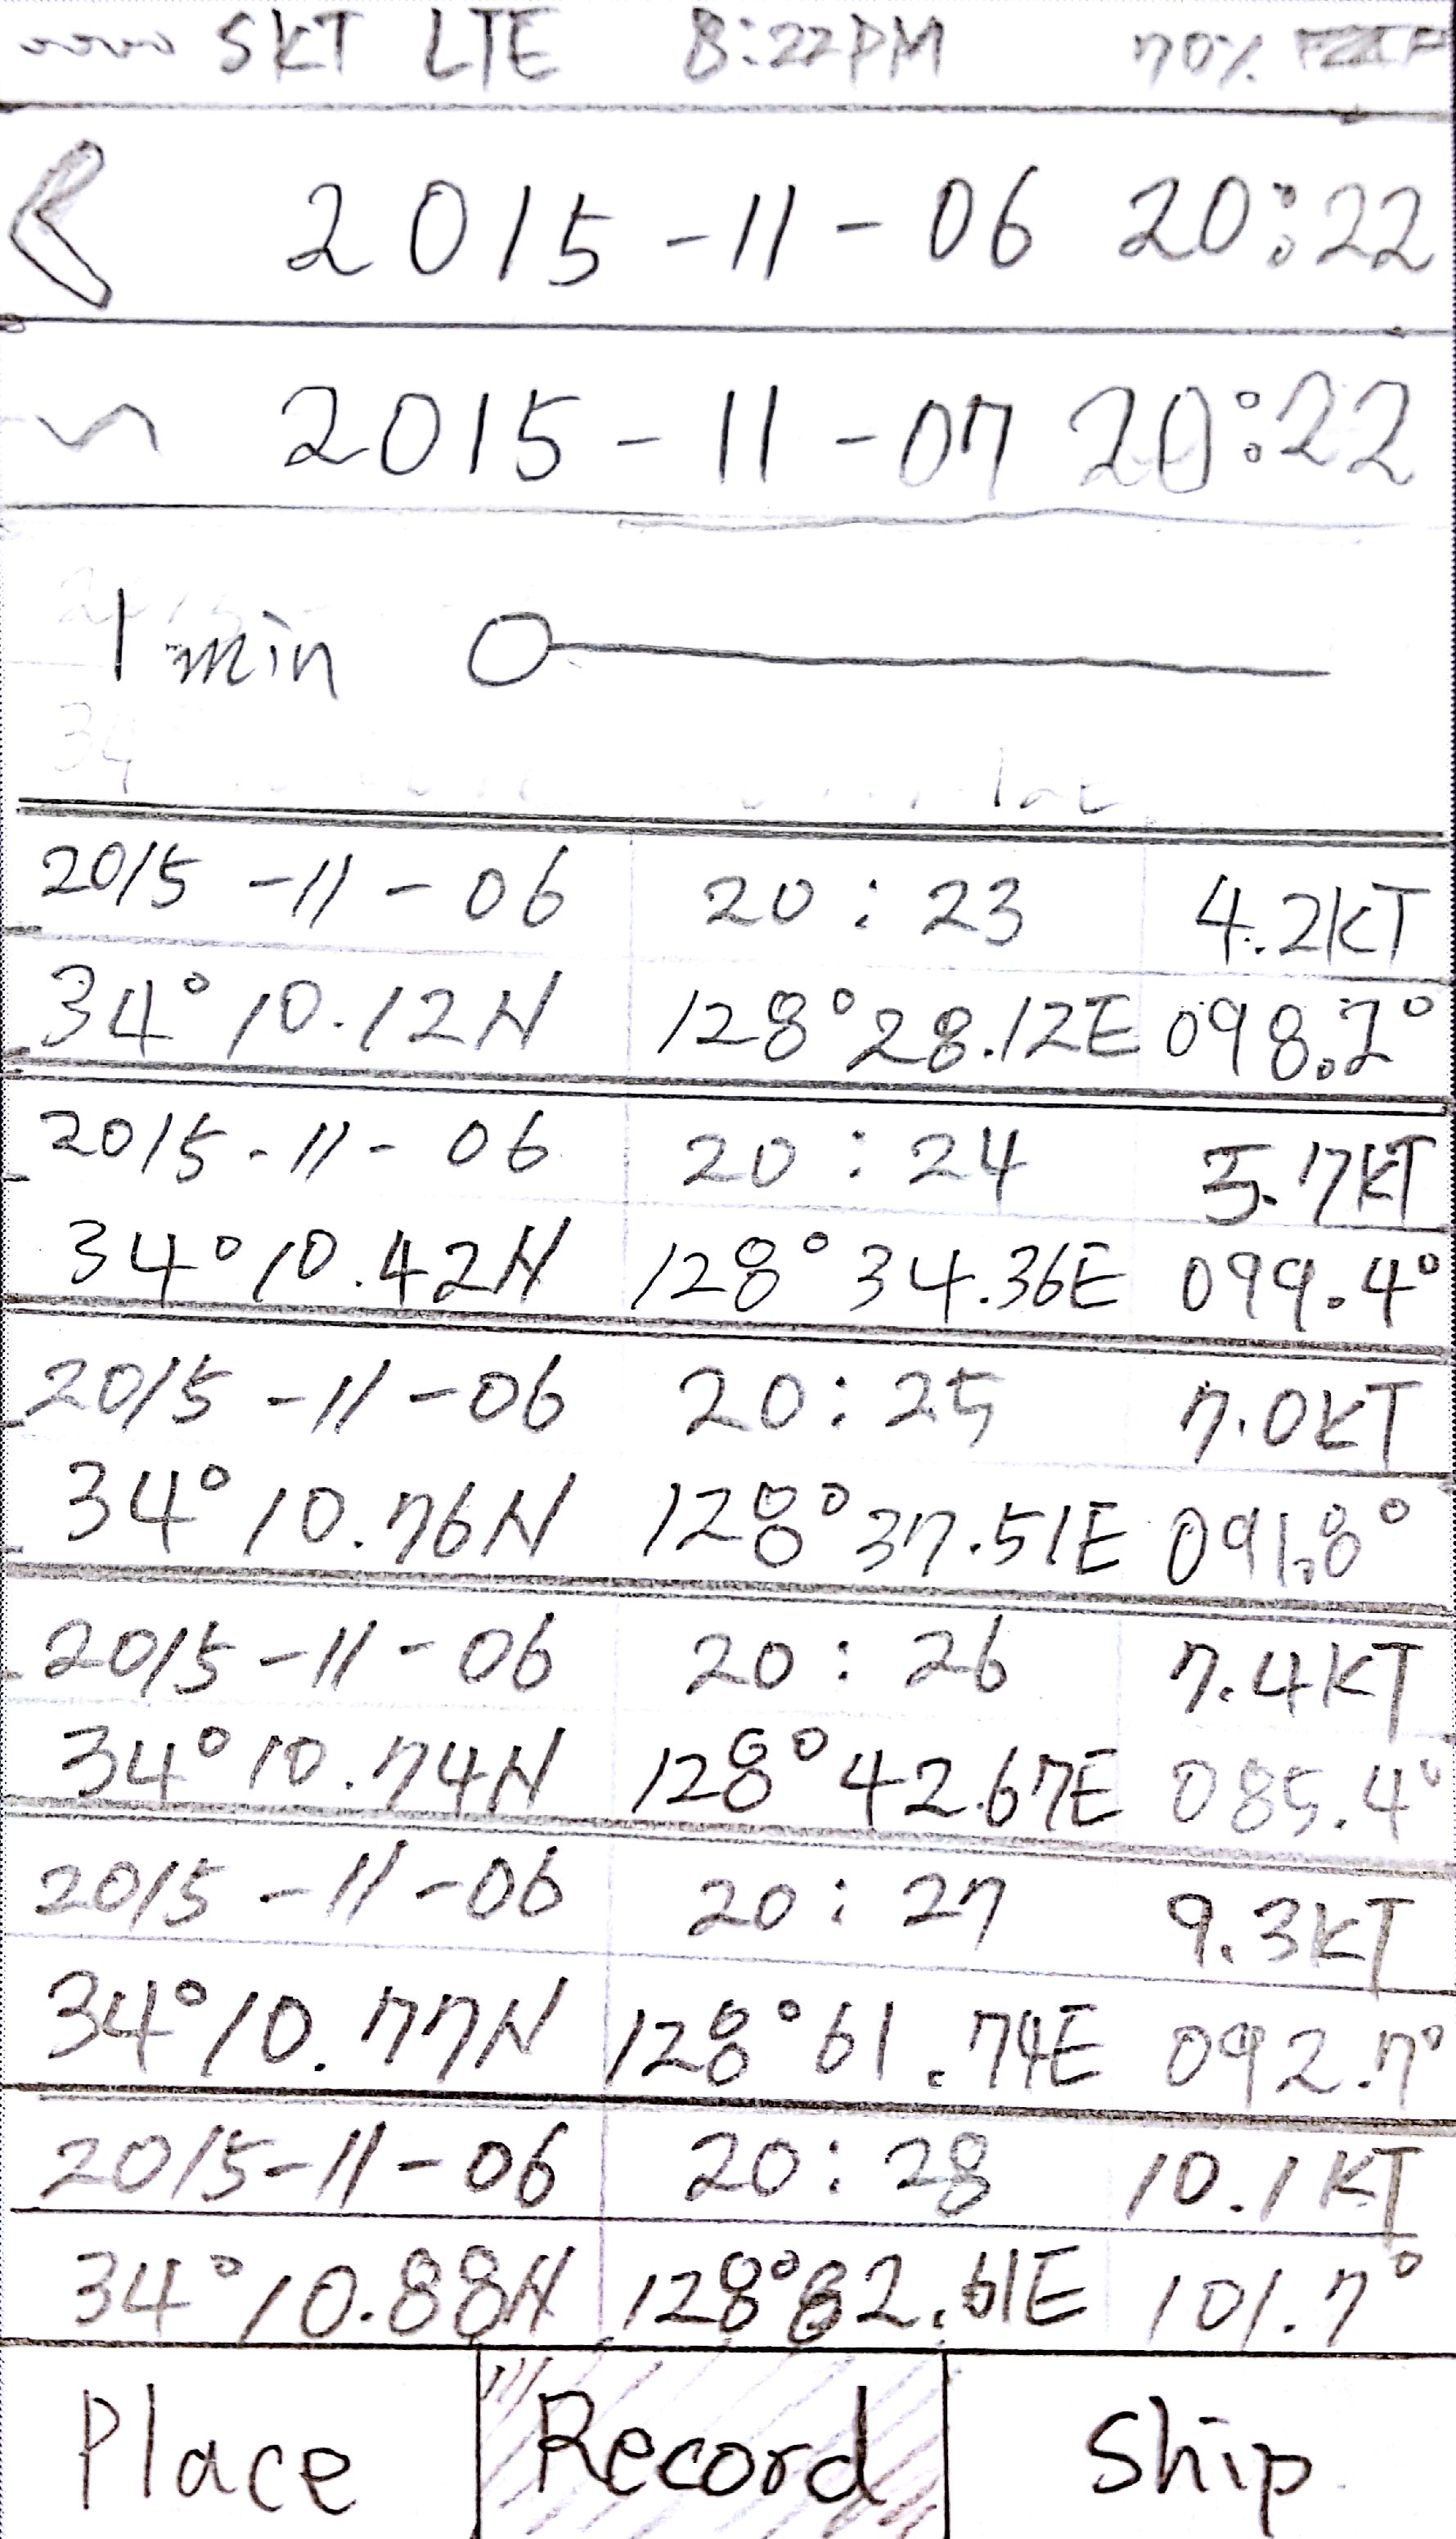 SKT LTE 8:22PM 70%
2015-11-06 20:22
~ 2015-11-07 20:22
1 min
2015-11-06 20:23 4.2KT
34°10.12N 128°28.12E 098.2°
2015-11-06 20:24 5.7KT
34°10.42N 128°34.36E 099.4°
2015-11-06 20:25 7.0KT
34°10.76N 128°37.51E 091.8°
2015-11-06 20:26 7.4KT
34°10.74N 128°42.67E 085.4°
2015-11-06 20:27 9.3KT
34°10.77N 128°61.74E 092.7°
2015-11-06 20:28 10.1KT
34°10.88N 128°82.61E 101.7°
Place Record Ship